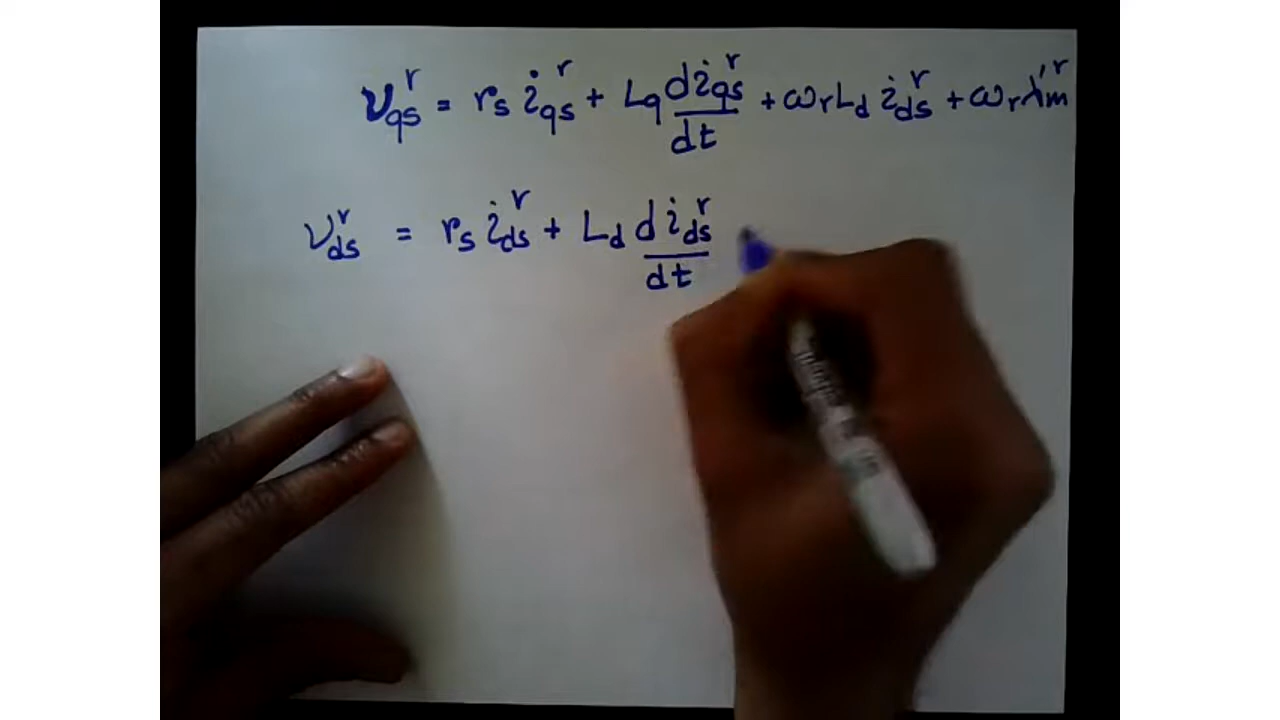 v_qs^r = r_s i_qs^r + L_q di_qs^r/dt + ω_r L_d i_ds^r + ω_r λ'_m^r
v_ds^r = r_s i_ds^r + L_d di_ds^r/dt